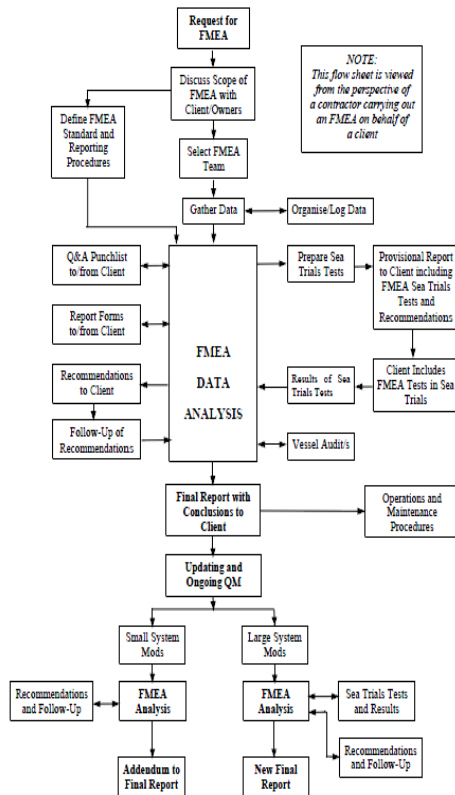 Request for
FMEA
NOTE:
This flow sheet is viewed
from the perspective of
a contractor carrying out
an FMEA on behalf of
a client
Discuss Scope of
FMEA with
Client/Owners
Define FMEA
Standard and
Reporting
Procedures
Select FMEA
Team
Gather Data
Organise/Log Data
Q&A Punchlist
to/from Client
Prepare Sea
Trials Tests
Provisional Report
to Client including
FMEA Sea Trials
Tests and
Recommendations
Report Forms
to/from Client
FMEA
DATA
ANALYSIS
Recommendations
to Client
Results of Sea
Trials Tests
Client Includes
FMEA Tests in Sea
Trials
Follow-Up of
Recommendations
Vessel Audit/s
Final Report with
Conclusions to
Client
Operations and
Maintenance
Procedures
Updating and
Ongoing QM
Small System
Mods
Large System
Mods
Recommendations
and Follow-Up
FMEA
Analysis
FMEA
Analysis
Sea Trials Tests
and Results
Recommendations
and Follow-Up
Addendum to
Final Report
New Final
Report